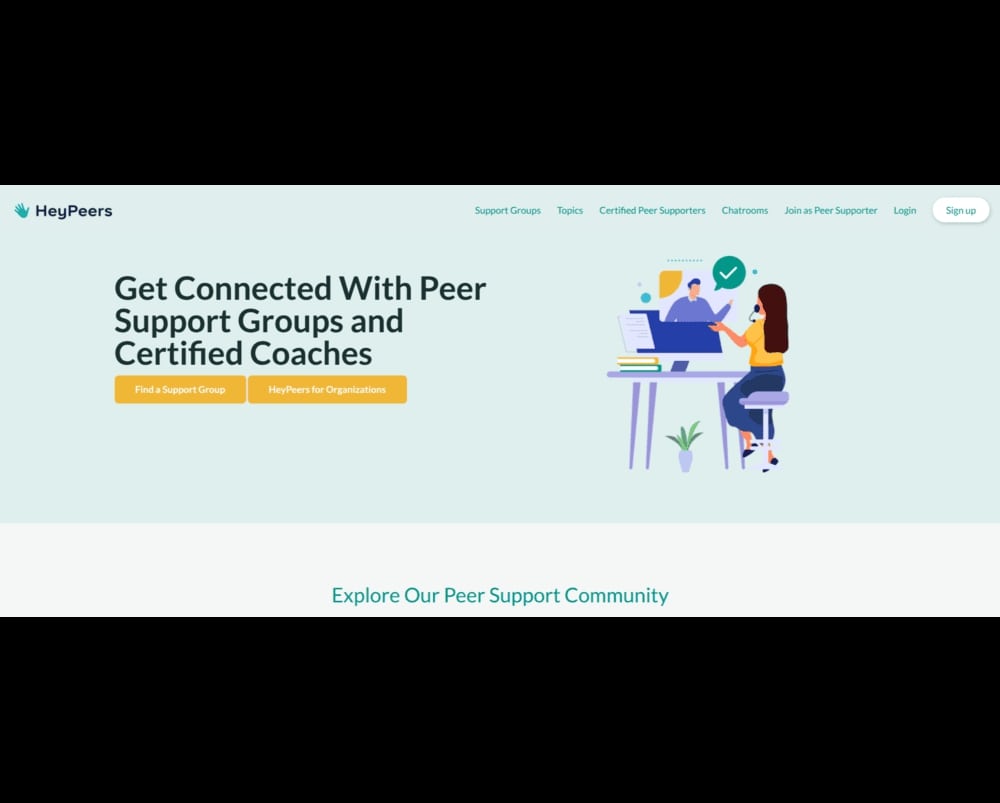 HeyPeers
Support Groups
Topics
Certified Peer Supporters
Chatrooms
Join as Peer Supporter
Login
Sign up
Get Connected With Peer
Support Groups and
Certified Coaches
Find a Support Group
HeyPeers for Organizations
Explore Our Peer Support Community